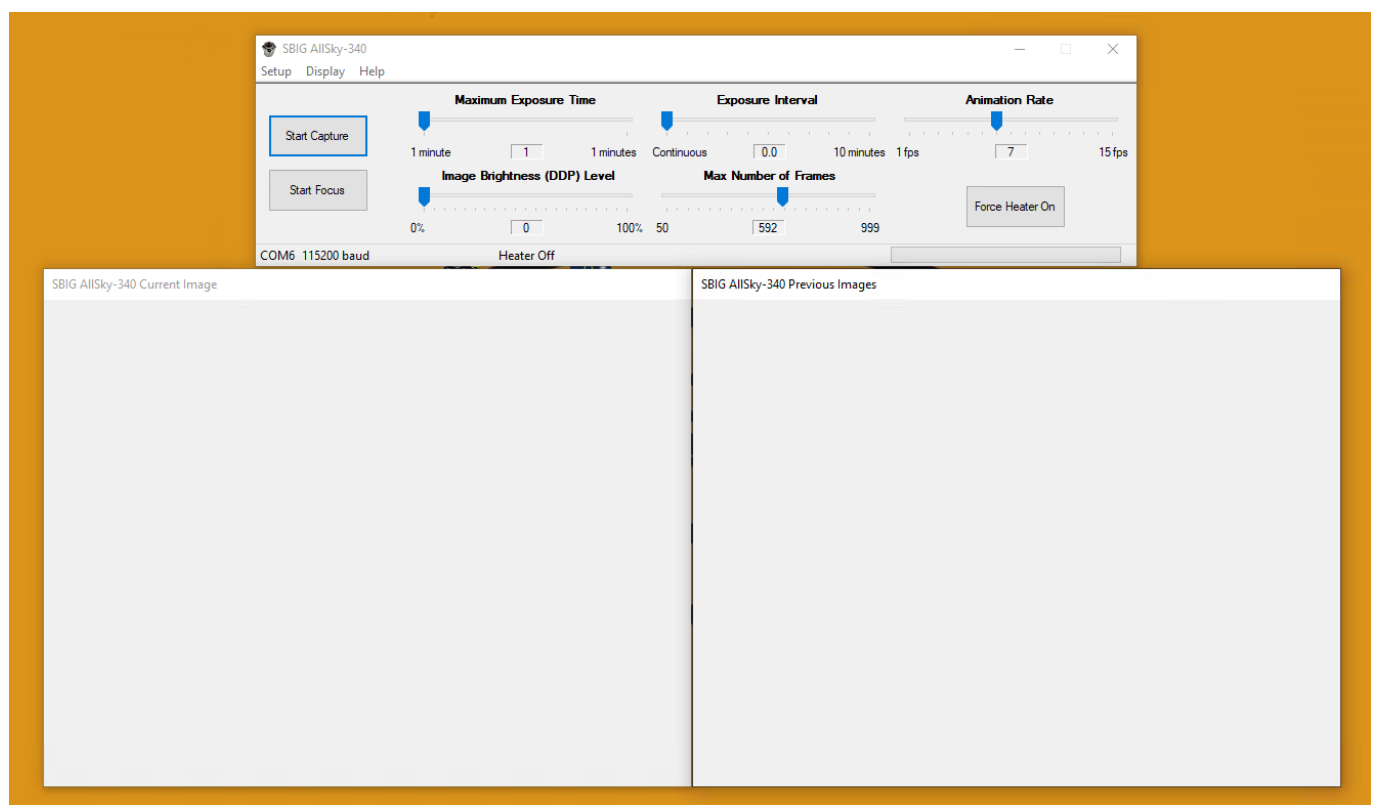 SBIG AllSky-340
Setup Display Help
Maximum Exposure Time Exposure Interval Animation Rate
Start Capture
1 minute 1 1 minutes Continuous 0.0 10 minutes 1 fps 7 15 fps
Image Brightness (DDP) Level Max Number of Frames
Start Focus
Force Heater On
0% 0 100% 50 592 999
COM6 115200 baud Heater Off
SBIG AllSky-340 Current Image SBIG AllSky-340 Previous Images